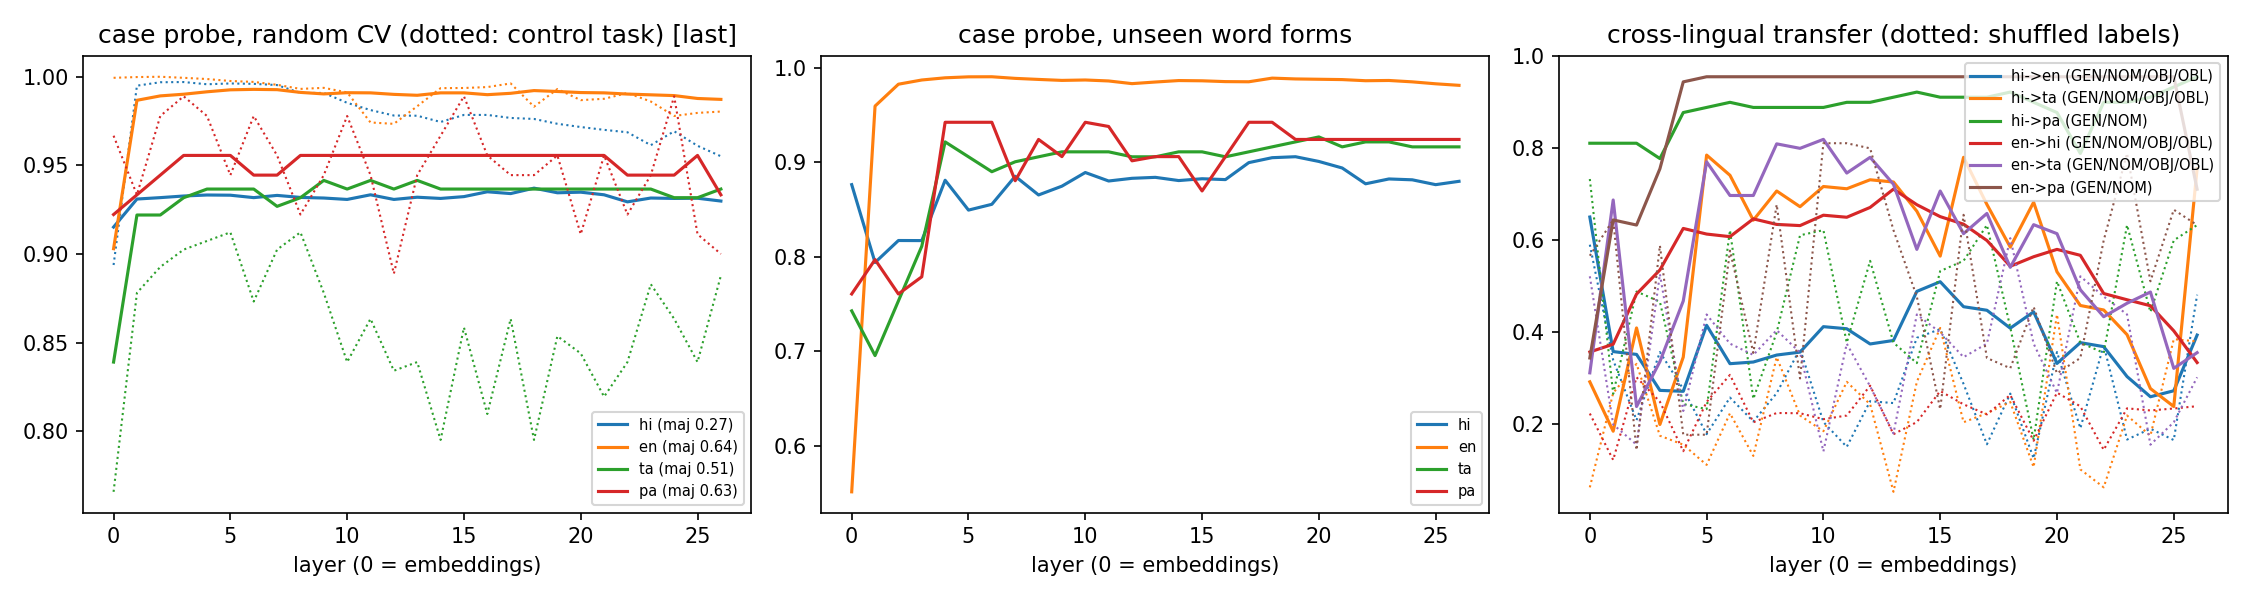 case probe, random CV (dotted: control task) [last]
1.00
0.95
0.90
0.85
0.80
0
5
10
15
20
25
layer (0 = embeddings)
hi (maj 0.27)
en (maj 0.64)
ta (maj 0.51)
pa (maj 0.63)
case probe, unseen word forms
1.0
0.9
0.8
0.7
0.6
0
5
10
15
20
25
layer (0 = embeddings)
hi
en
ta
pa
cross-lingual transfer (dotted: shuffled labels)
1.0
0.8
0.6
0.4
0.2
0
5
10
15
20
25
layer (0 = embeddings)
hi->en (GEN/NOM/OBJ/OBL)
hi->ta (GEN/NOM/OBJ/OBL)
hi->pa (GEN/NOM)
en->hi (GEN/NOM/OBJ/OBL)
en->ta (GEN/NOM/OBJ/OBL)
en->pa (GEN/NOM)